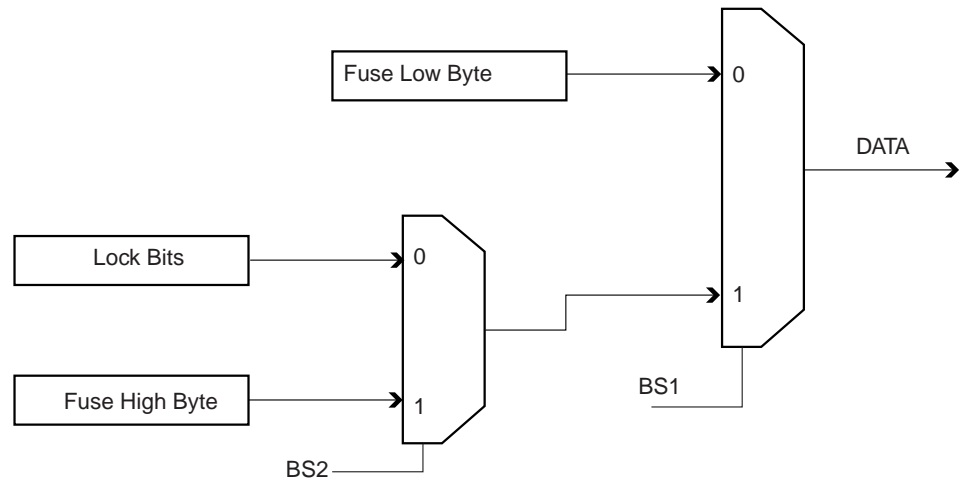 Fuse Low Byte
0
DATA
Lock Bits
0
1
BS1
Fuse High Byte
1
BS2